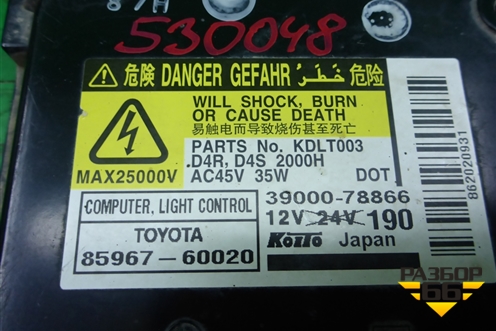 530048
危険 DANGER GEFAHR خطر 危险
WILL SHOCK, BURN
OR CAUSE DEATH
易触电而导致烧伤甚至死亡
MAX25000V
PARTS No. KDLT003
D4R, D4S 2000H
AC45V 35W DOT
39000-78866
12V 24V 190
KOITO Japan
COMPUTER, LIGHT CONTROL
TOYOTA
85967-60020
862020931
РАЗБОР
66